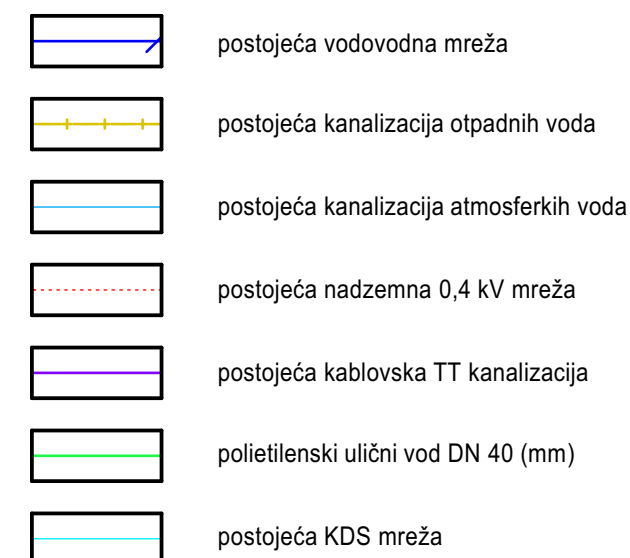 postojeća vodovodna mreža
postojeća kanalizacija otpadnih voda
postojeća kanalizacija atmosferkih voda
postojeća nadzemna 0,4 kV mreža
postojeća kablovska TT kanalizacija
polietilenski ulični vod DN 40 (mm)
postojeća KDS mreža